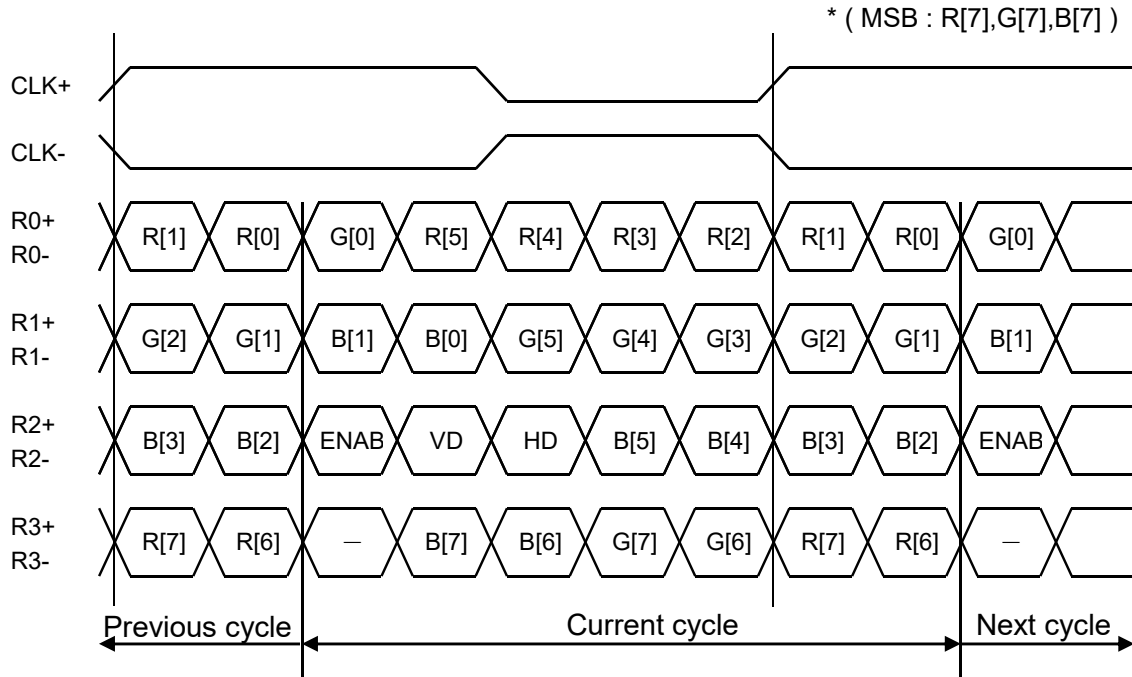 * ( MSB : R[7],G[7],B[7] )
CLK+
CLK-
R0+
R0-
R[1] R[0] G[0] R[5] R[4] R[3] R[2] R[1] R[0] G[0]
R1+
R1-
G[2] G[1] B[1] B[0] G[5] G[4] G[3] G[2] G[1] B[1]
R2+
R2-
B[3] B[2] ENAB VD HD B[5] B[4] B[3] B[2] ENAB
R3+
R3-
R[7] R[6] — B[7] B[6] G[7] G[6] R[7] R[6] —
Previous cycle Current cycle Next cycle